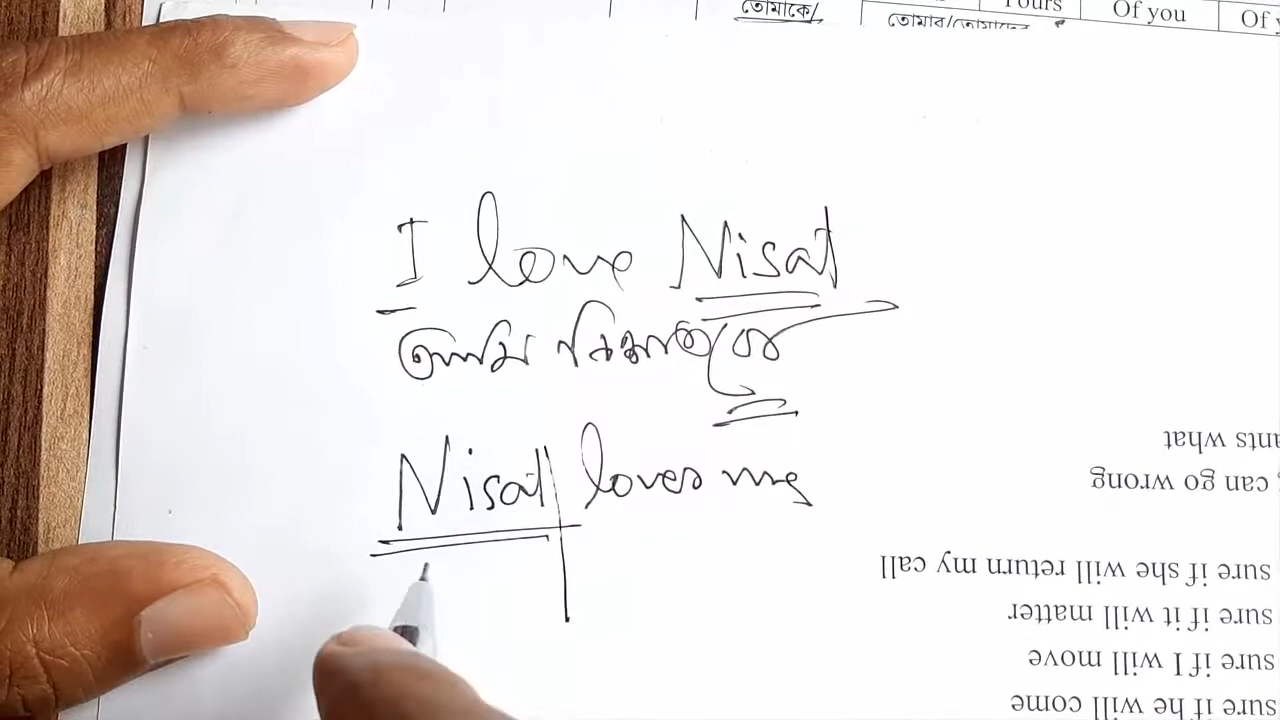 তোমাকে/ তোমার/তোমাদের Yours Of you Of
I love Nisat
আমি নিসাত/কে
Nisat loves me
ants what
can go wrong
sure if she will return my call
sure if it will matter
sure if I will move
sure if he will come